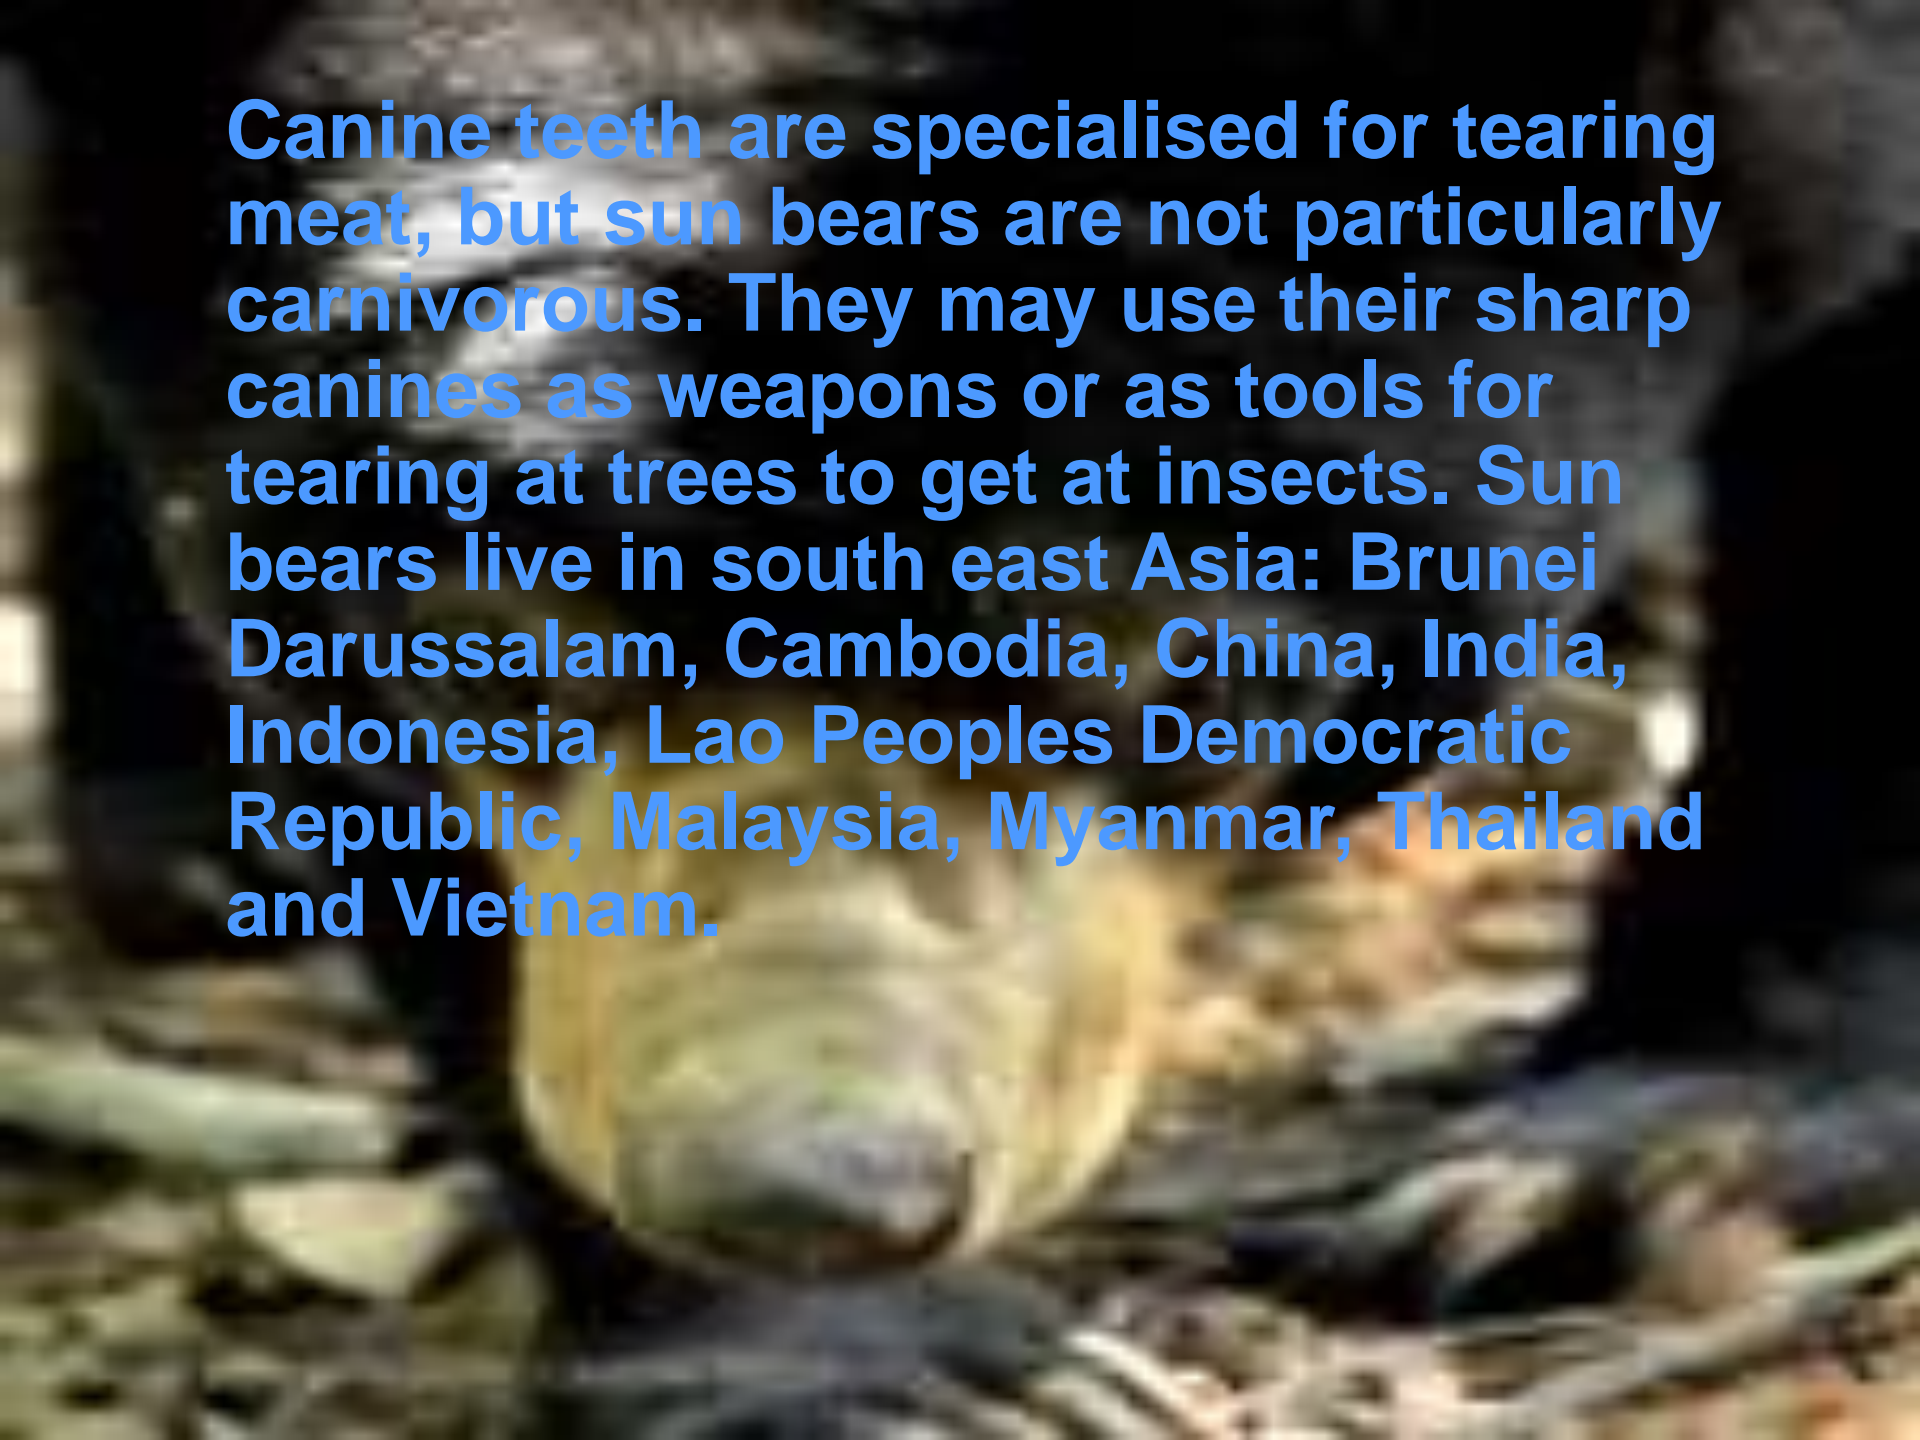 Canine teeth are specialised for tearing
meat, but sun bears are not particularly
carnivorous. They may use their sharp
canines as weapons or as tools for
tearing at trees to get at insects. Sun
bears live in south east Asia: Brunei
Darussalam, Cambodia, China, India,
Indonesia, Lao Peoples Democratic
Republic, Malaysia, Myanmar, Thailand
and Vietnam.